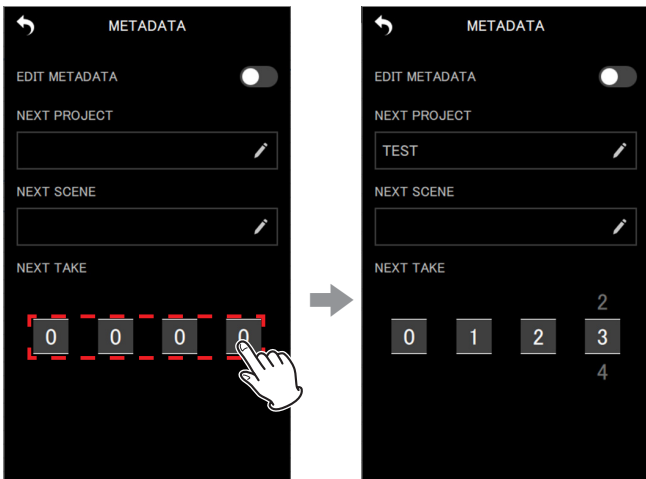 METADATA
EDIT METADATA
NEXT PROJECT
NEXT SCENE
NEXT TAKE
0 0 0 0
METADATA
EDIT METADATA
NEXT PROJECT
TEST
NEXT SCENE
NEXT TAKE
2
0 1 2 3
4